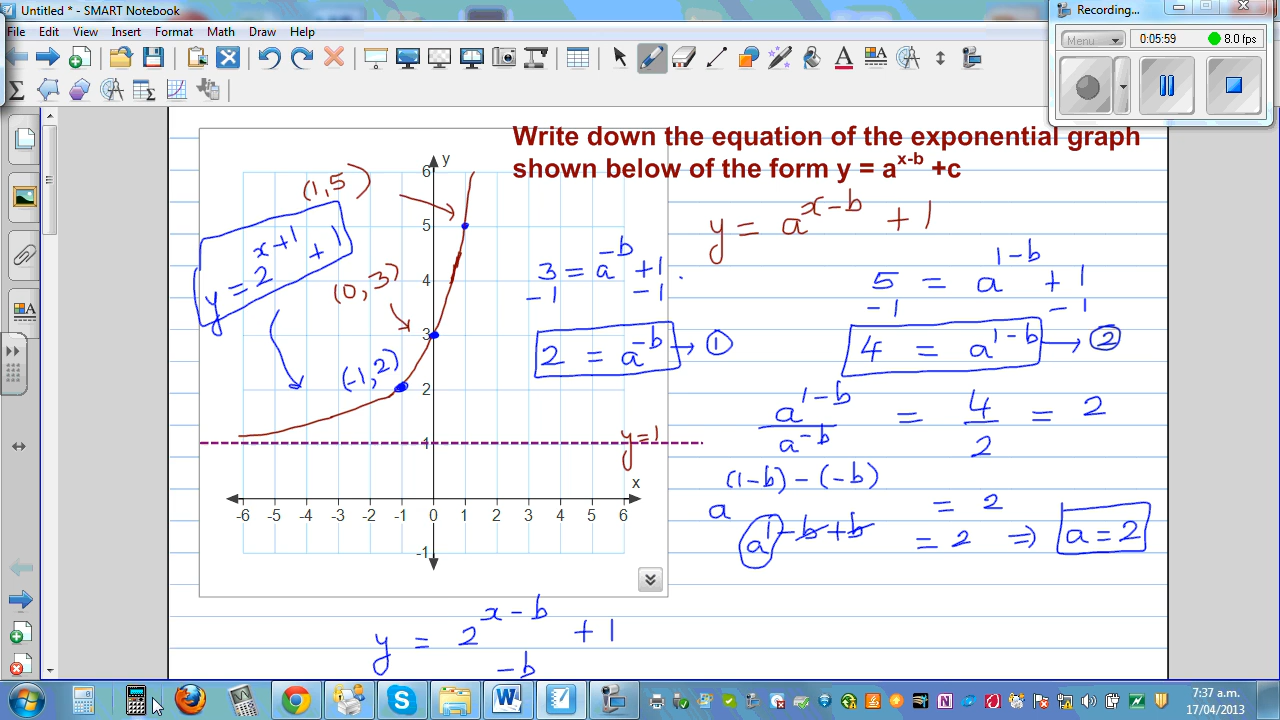 Untitled * - SMART Notebook
Recording...
File Edit View Insert Format Math Draw Help
Menu
0:05:59
8.0 fps
Write down the equation of the exponential graph
shown below of the form y = a^(x-b) +c
y = a^(x-b) + 1
(1, 5)
y
6
5
4
3
2
1
-1
y = 2^(x+1) + 1
(0, 3)
(-1, 2)
y=1
x
-6 -5 -4 -3 -2 -1 0 1 2 3 4 5 6
3 = a^(-b) + 1 .
-1 -1
2 = a^(-b) → ①
5 = a^(1-b) + 1
-1 -1
4 = a^(1-b) → ②
a^(1-b) / a^(-b) = 4/2 = 2
a^((1-b)-(-b)) = 2
a^(1-b+b) = 2 ⇒ a = 2
y = 2^(x-b) + 1
-b
7:37 a.m.
17/04/2013